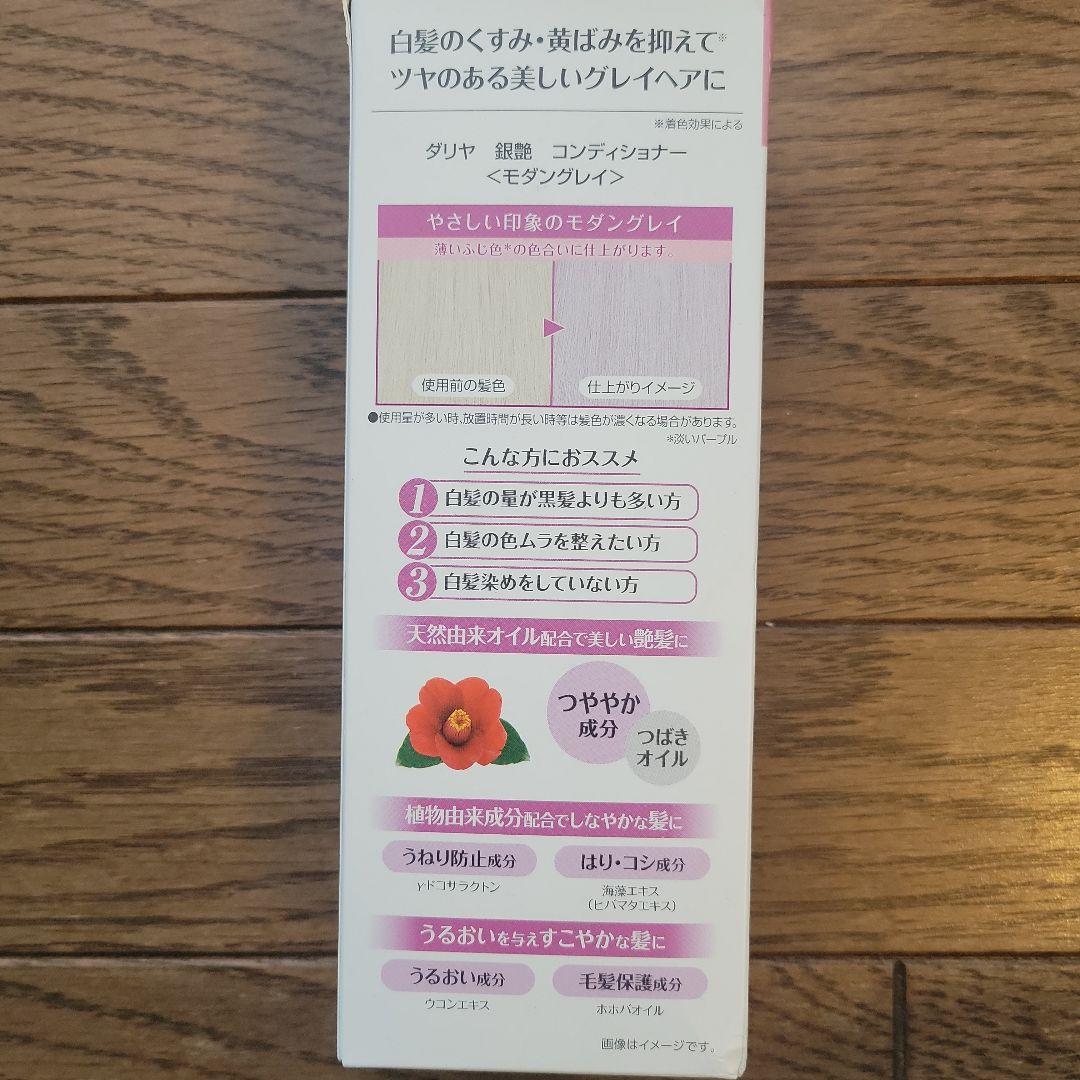 白髪のくすみ・黄ばみを抑えて※
ツヤのある美しいグレイヘアに
※着色効果による
ダリヤ 銀艶 コンディショナー
＜モダングレイ＞
やさしい印象のモダングレイ
薄いふじ色*の色合いに仕上がります。
使用前の髪色
仕上がりイメージ
●使用量が多い時、放置時間が長い時等は髪色が濃くなる場合があります。
*淡いパープル
こんな方におススメ
1 白髪の量が黒髪よりも多い方
2 白髪の色ムラを整えたい方
3 白髪染めをしていない方
天然由来オイル配合で美しい艶髪に
つややか
成分
つばき
オイル
植物由来成分配合でしなやかな髪に
うねり防止成分
γドコサラクトン
はり・コシ成分
海藻エキス
（ヒバマタエキス）
うるおいを与えすこやかな髪に
うるおい成分
ウコンエキス
毛髪保護成分
ホホバオイル
画像はイメージです。